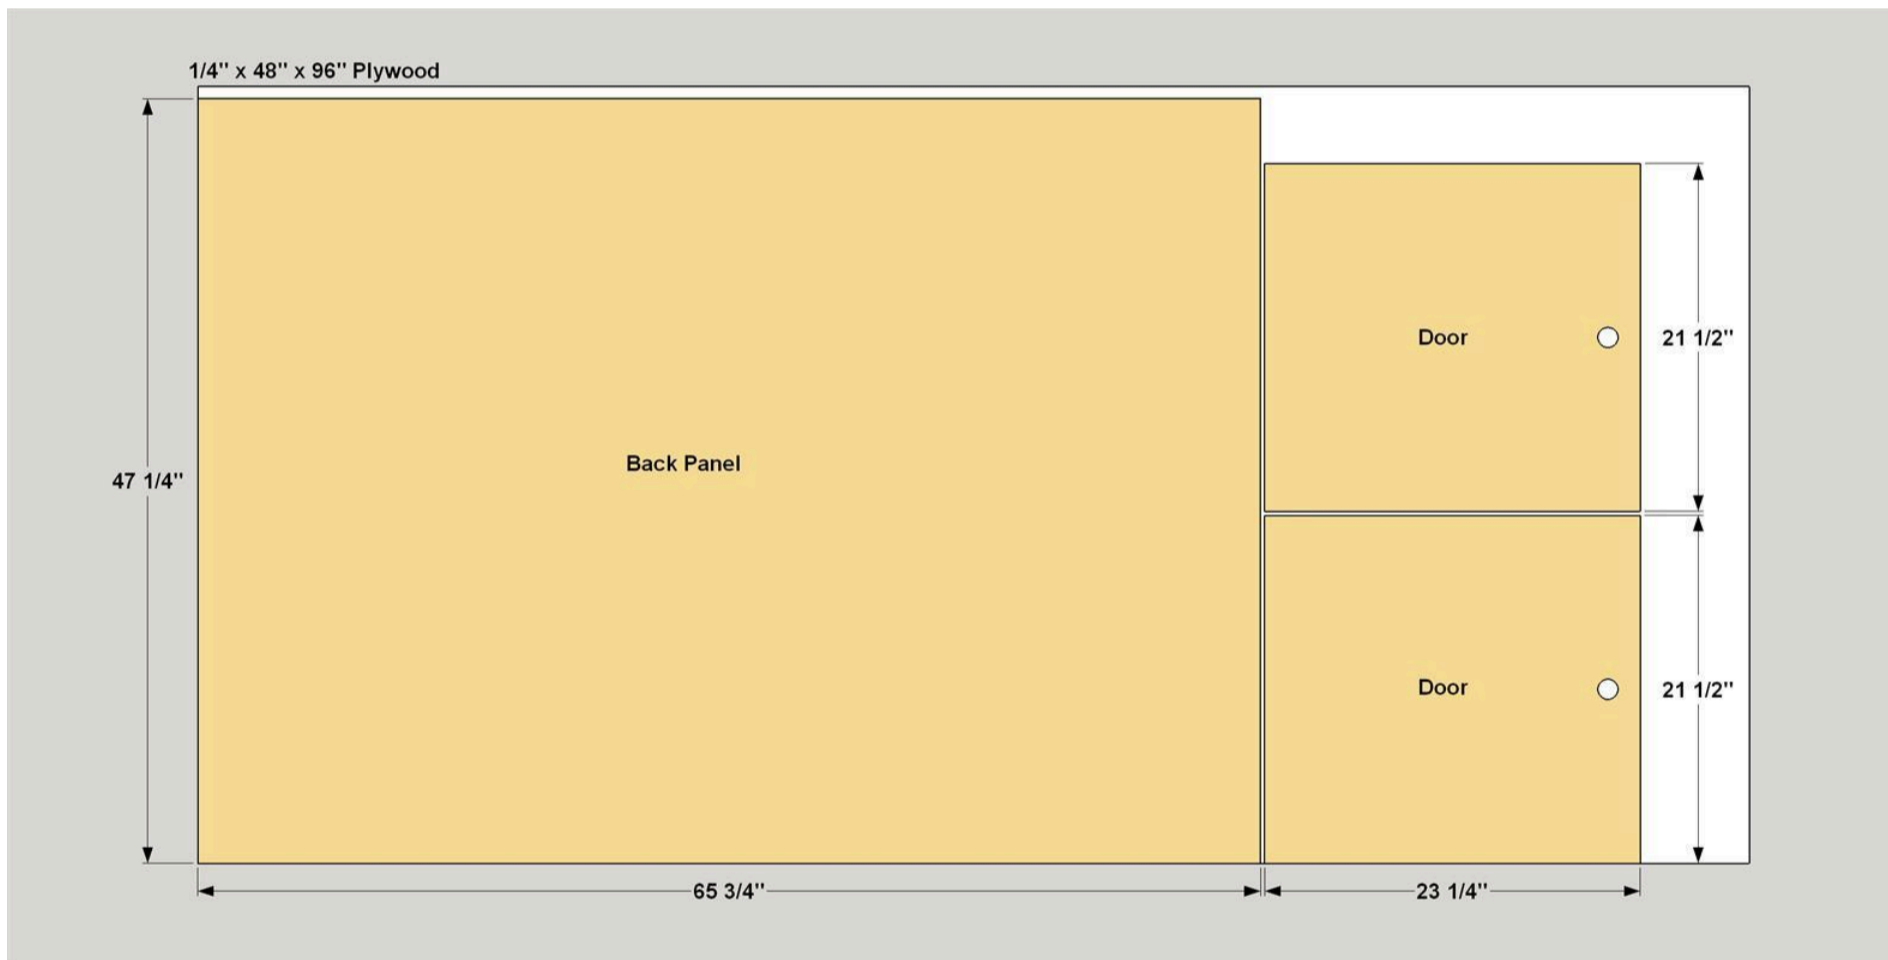 1/4" x 48" x 96" Plywood
Door
21 1/2"
Back Panel
47 1/4"
Door
21 1/2"
65 3/4"
23 1/4"